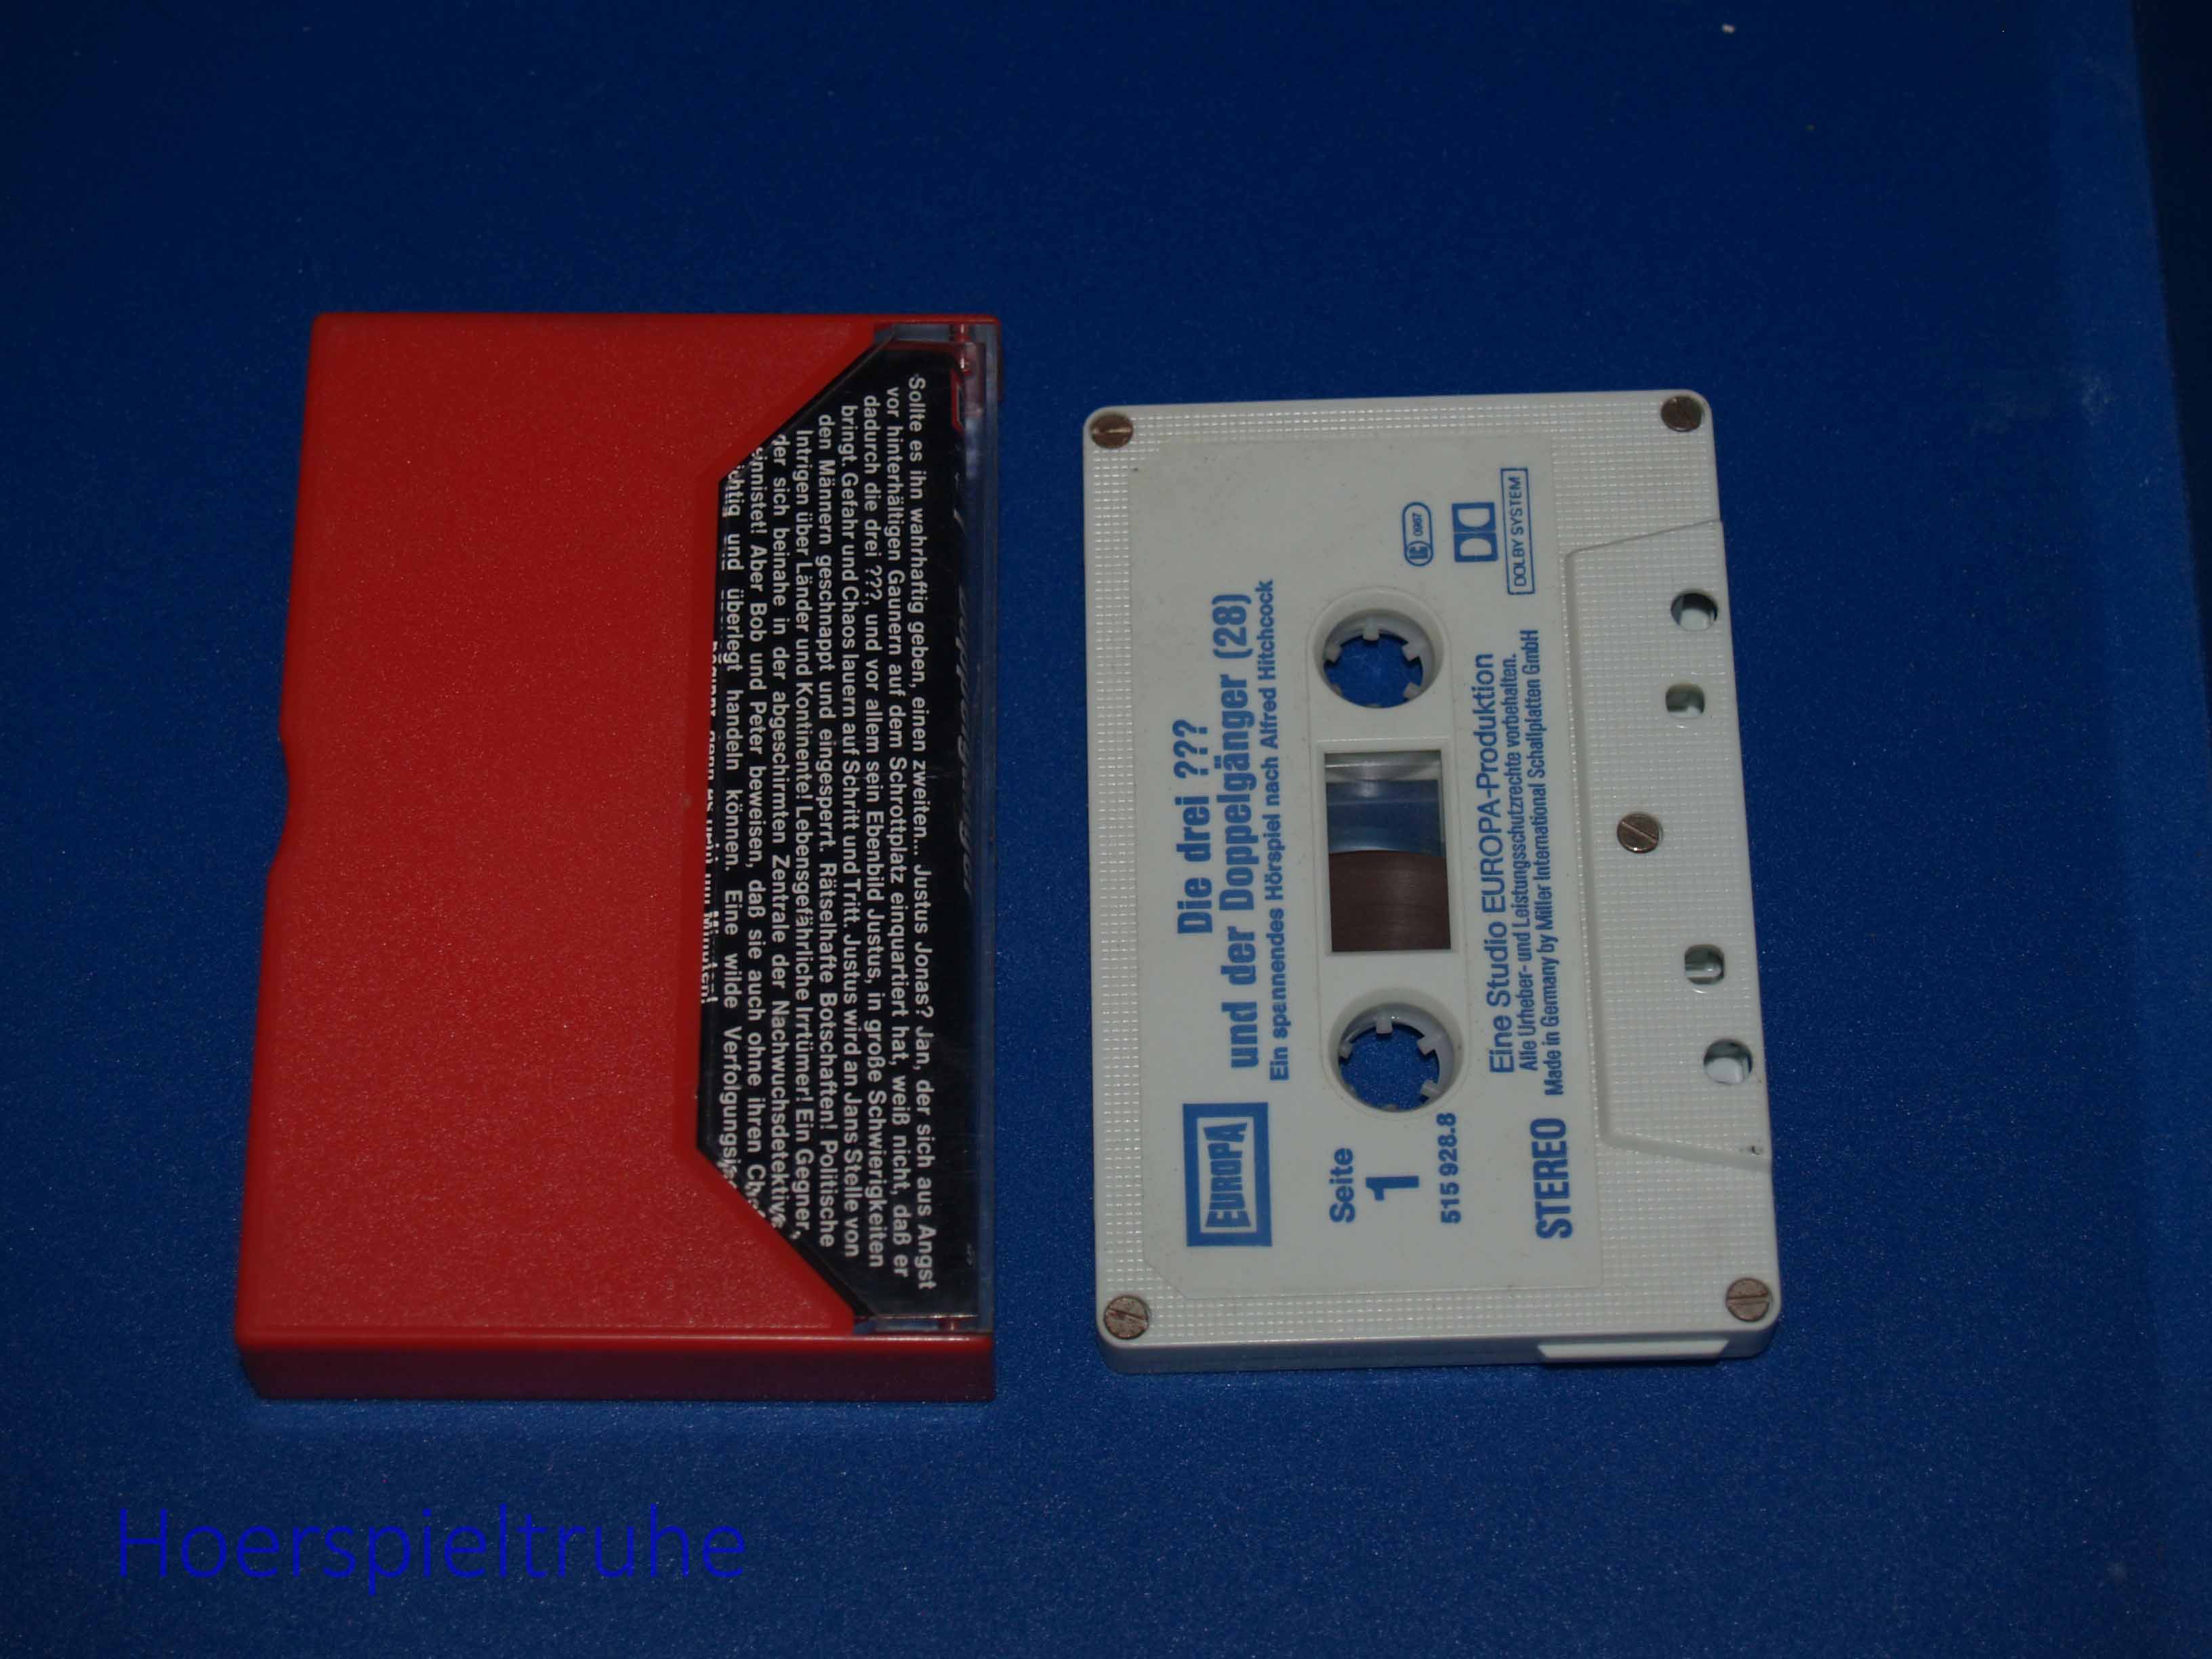 Sollte es ihn wahrhaftig geben, einen zweiten... Justus Jonas? Jan, der sich aus Angst
vor hinterhältigen Gaunern auf dem Schrottplatz einquartiert hat, weiß nicht, daß er
dadurch die drei ???, und vor allem sein Ebenbild Justus, in große Schwierigkeiten
bringt. Gefahr und Chaos lauern auf Schritt und Tritt. Justus wird an Jans Stelle von
den Männern geschnappt und eingesperrt. Rätselhafte Botschaften! Politische
Intrigen über Länder und Kontinente! Lebensgefährliche Irrtümer! Ein Gegner,
der sich beinahe in der abgeschirmten Zentrale der Nachwuchsdetektive
einnistet! Aber Bob und Peter beweisen, daß sie auch ohne ihren
und überlegt handeln können. Eine wilde
um Minuten!
Die drei ???
und der Doppelgänger (28)
Ein spannendes Hörspiel nach Alfred Hitchcock
EUROPA
Seite
1
515 928.8
STEREO
LC 0967
DOLBY SYSTEM
Eine Studio EUROPA-Produktion
Alle Urheber- und Leistungsschutzrechte vorbehalten.
Made in Germany by Miller International Schallplatten GmbH
Hoerspieltruhe